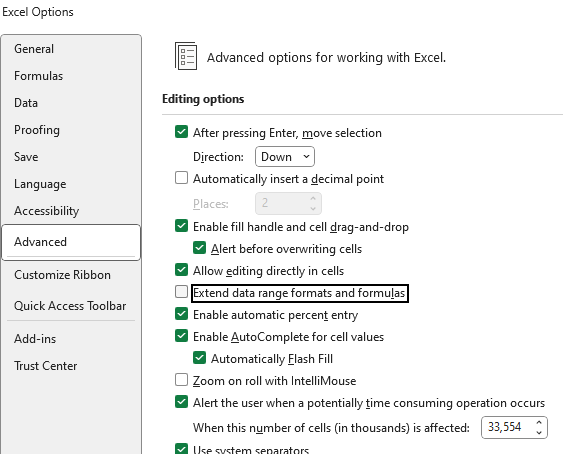 Excel Options
General
Formulas
Data
Proofing
Save
Language
Accessibility
Advanced
Customize Ribbon
Quick Access Toolbar
Add-ins
Trust Center
Advanced options for working with Excel.
Editing options
After pressing Enter, move selection
Direction: Down
Automatically insert a decimal point
Places: 2
Enable fill handle and cell drag-and-drop
Alert before overwriting cells
Allow editing directly in cells
Extend data range formats and formulas
Enable automatic percent entry
Enable AutoComplete for cell values
Automatically Flash Fill
Zoom on roll with IntelliMouse
Alert the user when a potentially time consuming operation occurs
When this number of cells (in thousands) is affected: 33,554
Use system separators